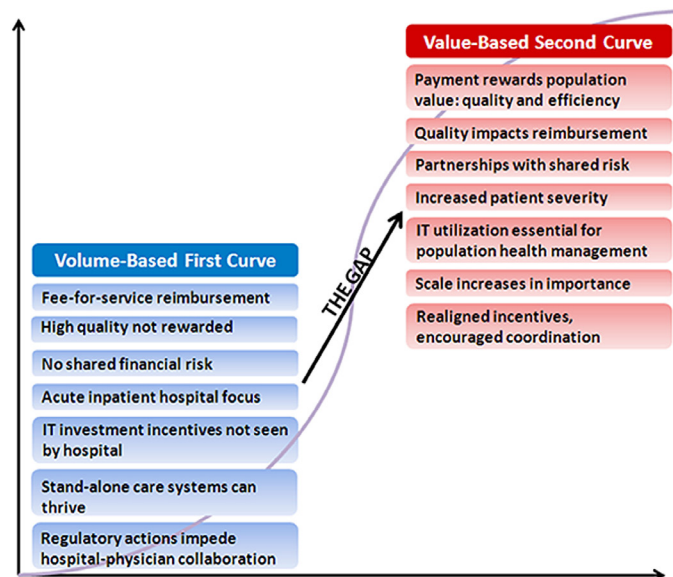 Volume-Based First Curve
Fee-for-service reimbursement
High quality not rewarded
No shared financial risk
Acute inpatient hospital focus
IT investment incentives not seen
by hospital
Stand-alone care systems can
thrive
Regulatory actions impede
hospital-physician collaboration
THE GAP
Value-Based Second Curve
Payment rewards population
value: quality and efficiency
Quality impacts reimbursement
Partnerships with shared risk
Increased patient severity
IT utilization essential for
population health management
Scale increases in importance
Realigned incentives,
encouraged coordination